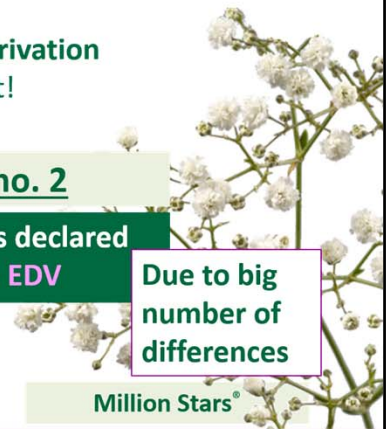 rivation
t!
no. 2
s declared
EDV
Due to big
number of
differences
Million Stars®